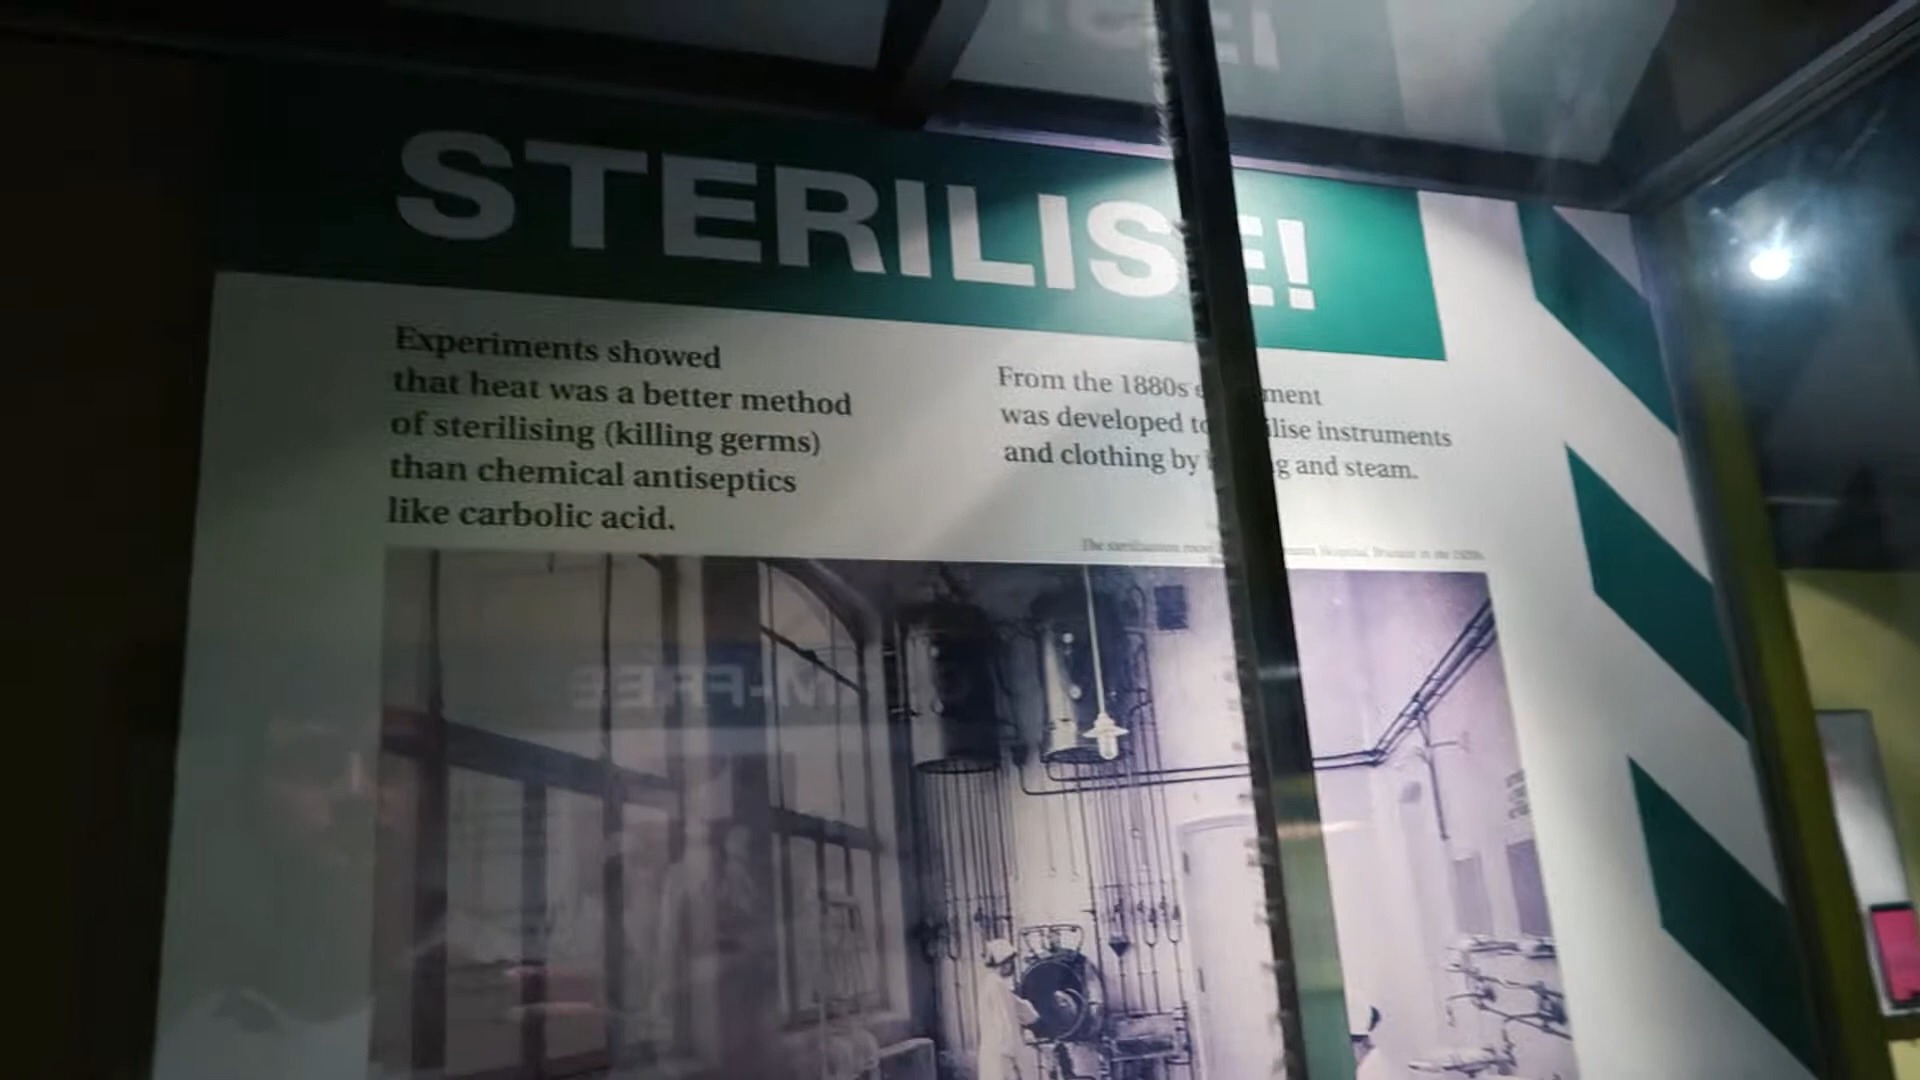 STERILISE!
Experiments showed
that heat was a better method
of sterilising (killing germs)
than chemical antiseptics
like carbolic acid.
From the 1880s ment
was developed to ilise instruments
and clothing by g and steam.